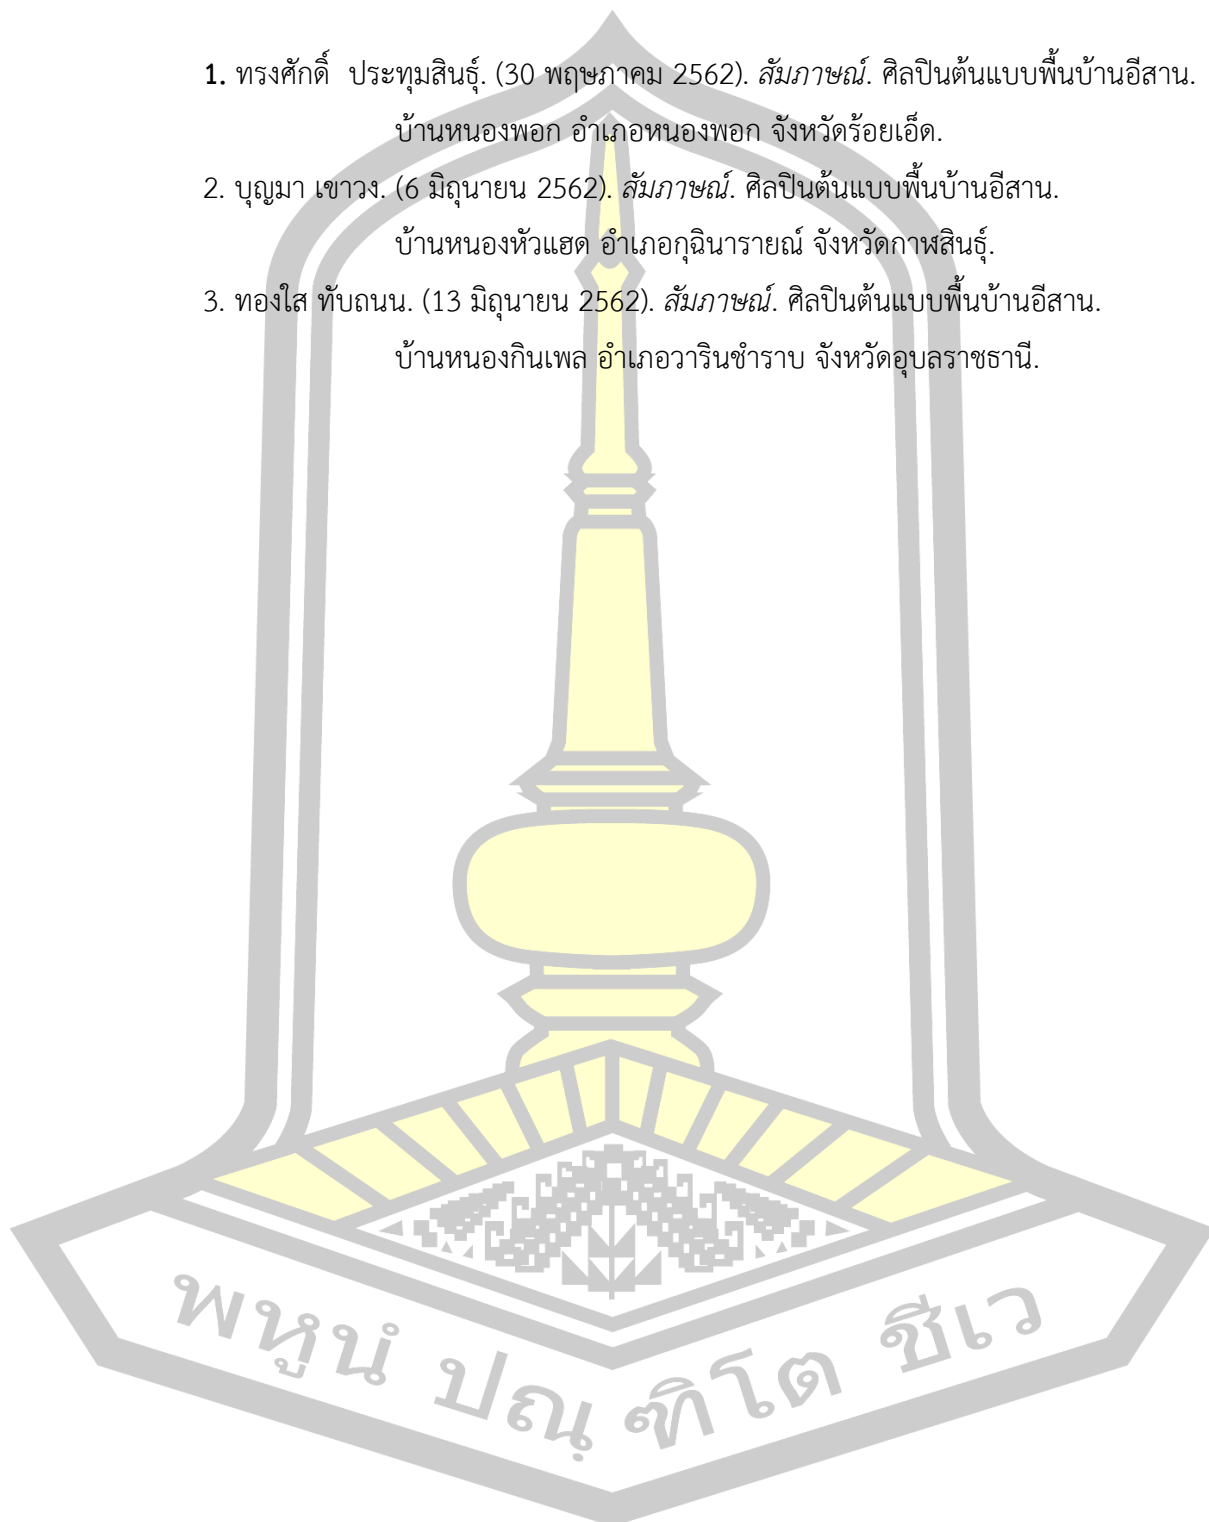 1. ทรงศักดิ์ ประทุมสินธุ์. (30 พฤษภาคม 2562). สัมภาษณ์. ศิลปินต้นแบบพื้นบ้านอีสาน.
บ้านหนองพอก อำเภอหนองพอก จังหวัดร้อยเอ็ด.
2. บุญมา เขาวง. (6 มิถุนายน 2562). สัมภาษณ์. ศิลปินต้นแบบพื้นบ้านอีสาน.
บ้านหนองหัวแฮด อำเภอกุฉินารายณ์ จังหวัดกาฬสินธุ์.
3. ทองใส ทับถนน. (13 มิถุนายน 2562). สัมภาษณ์. ศิลปินต้นแบบพื้นบ้านอีสาน.
บ้านหนองกินเพล อำเภอวารินชำราบ จังหวัดอุบลราชธานี.
พหูนํ ปณฺ ฑิโต ชีเว